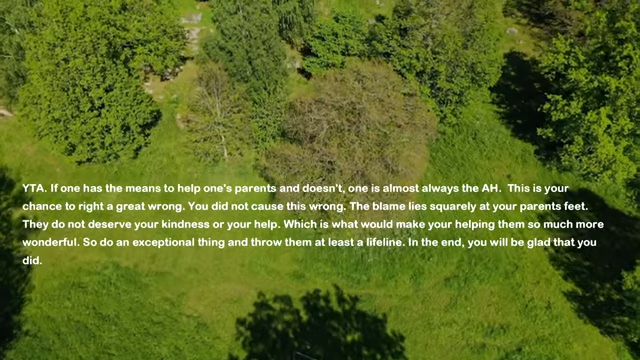 YTA. If one has the means to help one's parents and doesn't, one is almost always the AH.  This is your
chance to right a great wrong. You did not cause this wrong. The blame lies squarely at your parents feet.
They do not deserve your kindness or your help. Which is what would make your helping them so much more
wonderful. So do an exceptional thing and throw them at least a lifeline. In the end, you will be glad that you
did.